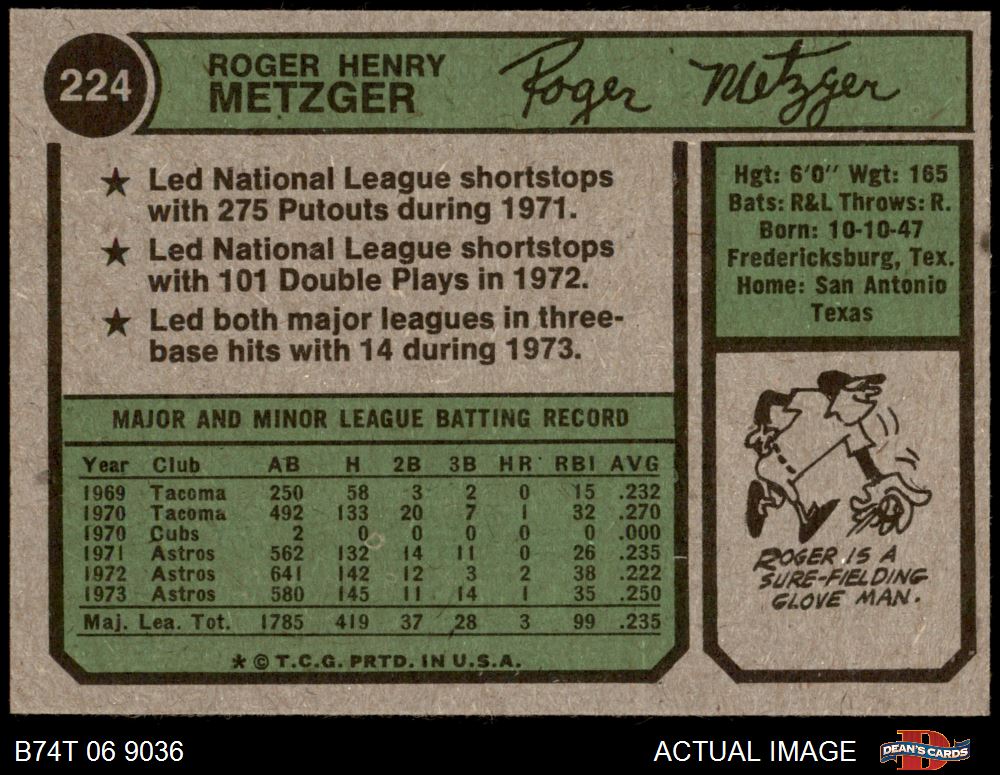 224
ROGER HENRY
METZGER
Roger Metzger
★ Led National League shortstops
with 275 Putouts during 1971.
★ Led National League shortstops
with 101 Double Plays in 1972.
★ Led both major leagues in three-
base hits with 14 during 1973.
Hgt: 6'0" Wgt: 165
Bats: R&L Throws: R.
Born: 10-10-47
Fredericksburg, Tex.
Home: San Antonio
Texas
MAJOR AND MINOR LEAGUE BATTING RECORD
Year Club AB H 2B 3B HR RBI AVG
1969 Tacoma 250 58 3 2 0 15 .232
1970 Tacoma 492 133 20 7 1 32 .270
1970 Cubs 2 0 0 0 0 0 .000
1971 Astros 562 132 14 11 0 26 .235
1972 Astros 641 142 12 3 2 38 .222
1973 Astros 580 145 11 14 1 35 .250
Maj. Lea. Tot. 1785 419 37 28 3 99 .235
* © T.C.G. PRTD. IN U.S.A.
ROGER IS A
SURE-FIELDING
GLOVE MAN.
B74T 06 9036
ACTUAL IMAGE
D
DEAN'S CARDS